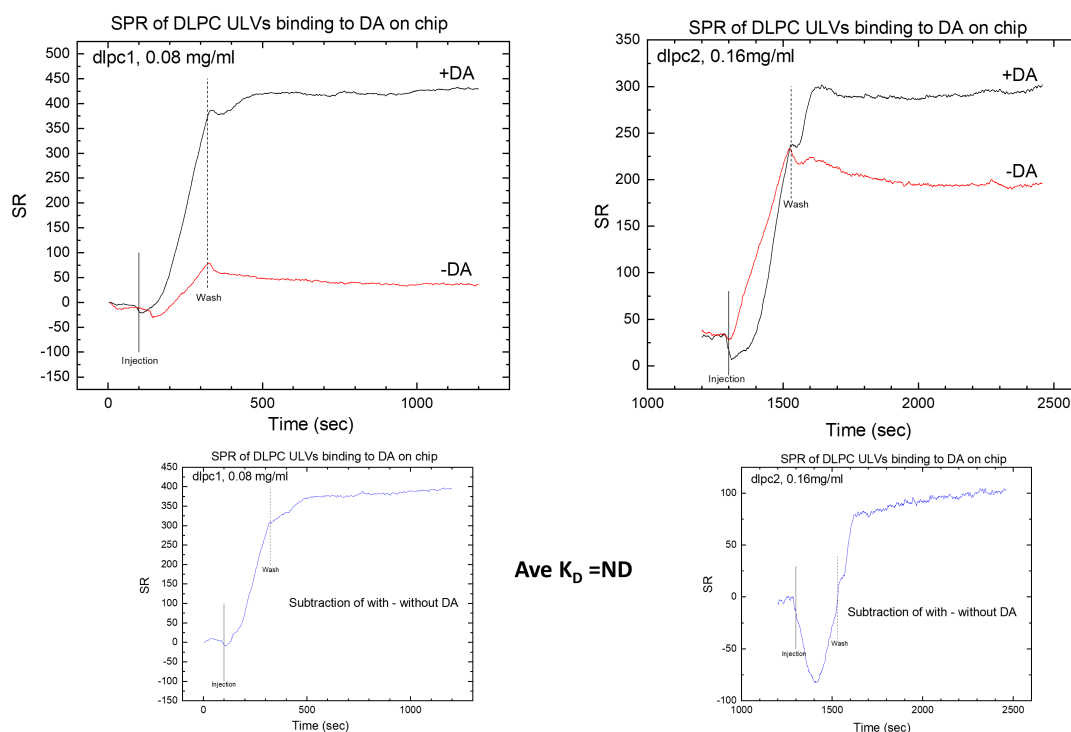 SPR of DLPC ULVs binding to DA on chip
dlpc1, 0.08 mg/ml
+DA
-DA
Wash
Injection
SR
500
450
400
350
300
250
200
150
100
50
0
-50
-100
-150
0
500
1000
Time (sec)
SPR of DLPC ULVs binding to DA on chip
dlpc2, 0.16mg/ml
+DA
-DA
Wash
Injection
SR
350
300
250
200
150
100
50
0
1000
1500
2000
2500
Time (sec)
SPR of DLPC ULVs binding to DA on chip
dlpc1, 0.08 mg/ml
Wash
Subtraction of with - without DA
Injection
SR
450
400
350
300
250
200
150
100
50
0
-50
-100
-150
0
500
1000
Time (sec)
Ave KD =ND
SPR of DLPC ULVs binding to DA on chip
dlpc2, 0.16mg/ml
Subtraction of with - without DA
Injection
Wash
SR
100
50
0
-50
-100
1000
1500
2000
2500
Time (sec)